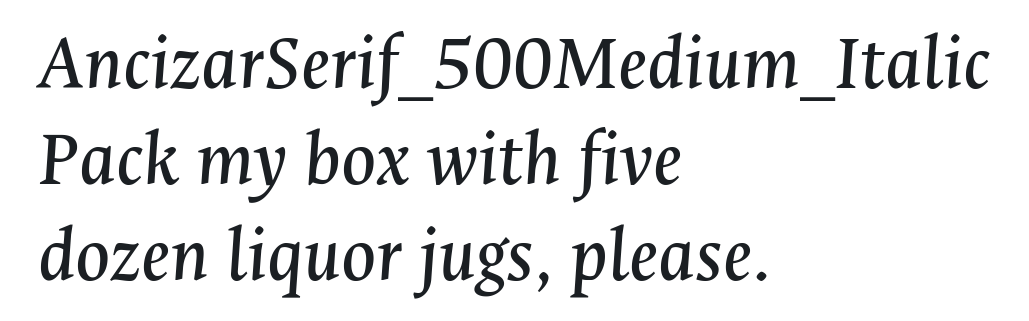 AncizarSerif_500Medium_Italic
Pack my box with five
dozen liquor jugs, please.